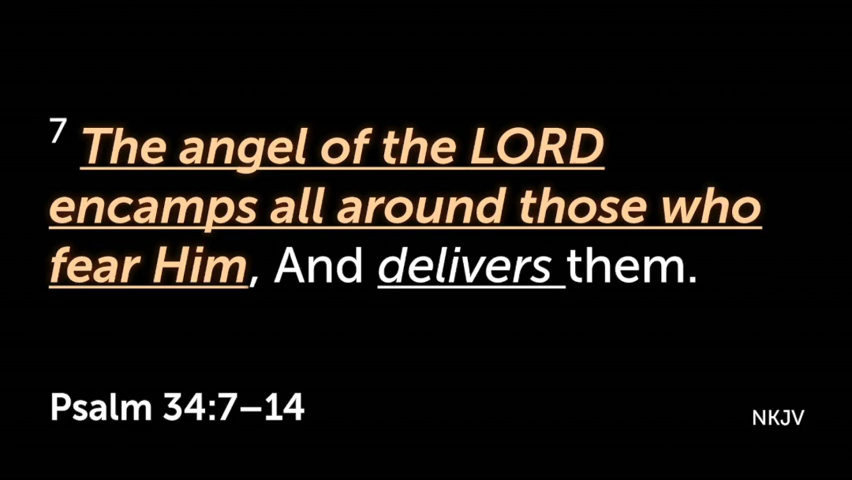 7 The angel of the LORD
encamps all around those who
fear Him, And delivers them.
Psalm 34:7–14
NKJV